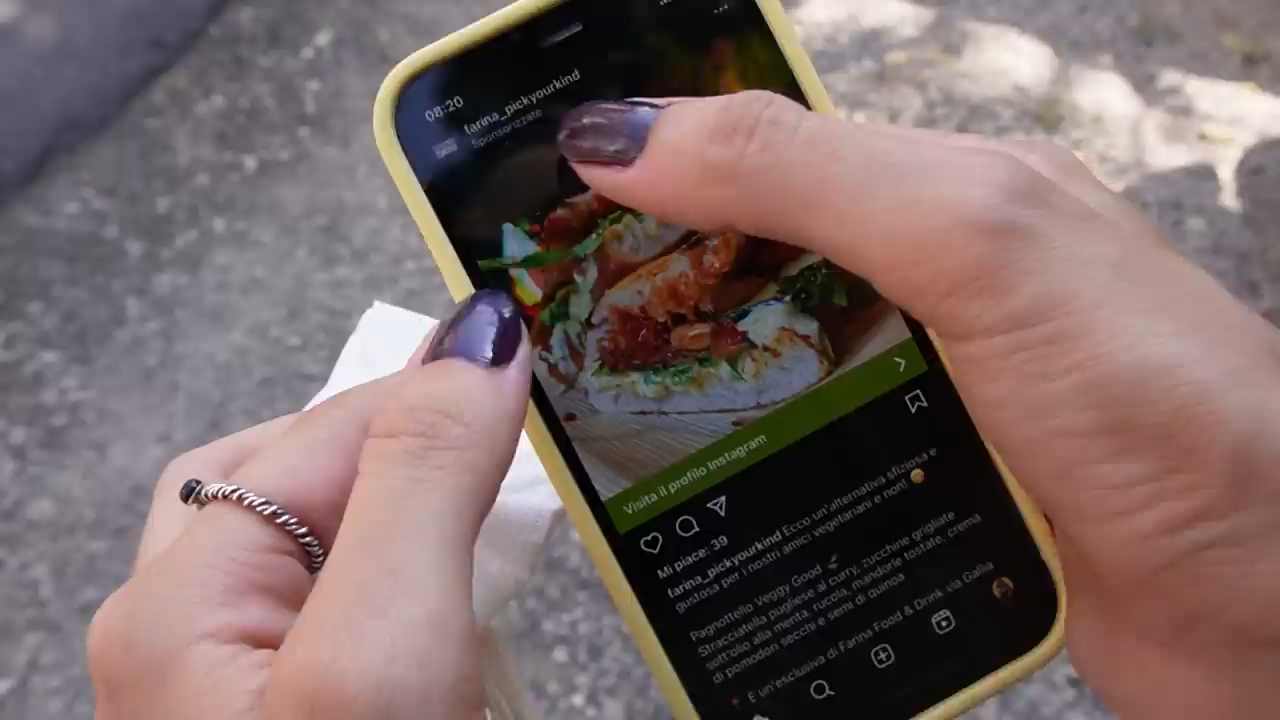 08:20
farina_pickyourkind
Sponsorizzato
Visita il profilo Instagram
Mi piace: 39
farina_pickyourkind Ecco un'alternativa sfiziosa e
gustosa per i nostri amici vegetariani e non!
Pagnottello Veggy Good
Stracciatella pugliese al curry, zucchine grigliate
sott'olio alla menta, rucola, mandorle tostate, crema
di pomodori secchi e semi di quinoa
È un'esclusiva di Farina Food & Drink via Gallia